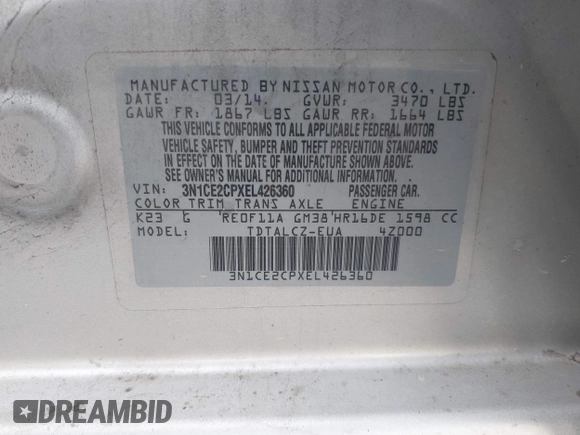 MANUFACTURED BY NISSAN MOTOR CO., LTD.
DATE: 03/14. GVWR: 3470 LBS
GAWR FR: 1867 LBS GAWR RR: 1664 LBS
THIS VEHICLE CONFORMS TO ALL APPLICABLE FEDERAL MOTOR
VEHICLE SAFETY, BUMPER AND THEFT PREVENTION STANDARDS
IN EFFECT ON THE DATE OF MANUFACTURE SHOWN ABOVE.
SEE OWNER'S MANUAL FOR ADDITIONAL INFORMATION.
VIN: 3N1CE2CPXEL426360 PASSENGER CAR.
COLOR TRIM TRANS AXLE ENGINE
K23 G RE0F11A GM38 HR16DE 1598 CC
MODEL: TDTALCZ-EUA 4Z000
3N1CE2CPXEL426360
DREAMBID